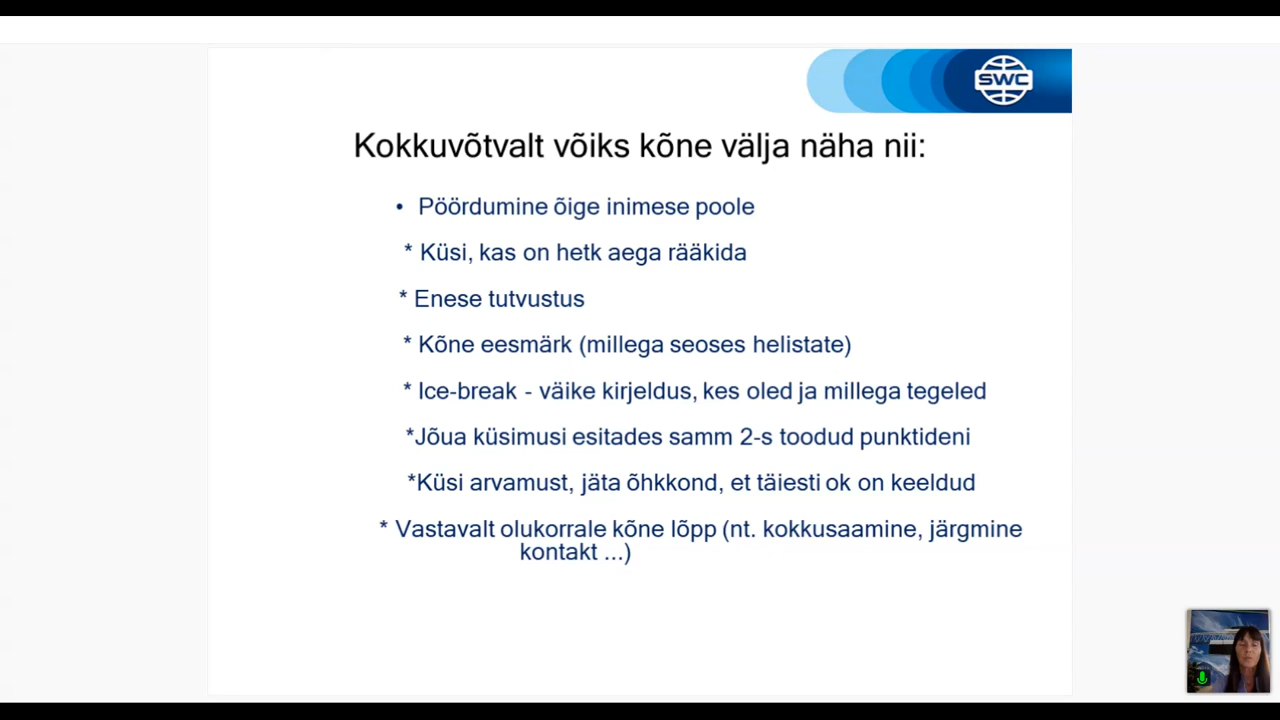 SWC
Kokkuvõtvalt võiks kõne välja näha nii:
• Pöördumine õige inimese poole
* Küsi, kas on hetk aega rääkida
* Enese tutvustus
* Kõne eesmärk (millega seoses helistate)
* Ice-break - väike kirjeldus, kes oled ja millega tegeled
*Jõua küsimusi esitades samm 2-s toodud punktideni
*Küsi arvamust, jäta õhkkond, et täiesti ok on keeldud
* Vastavalt olukorrale kõne lõpp (nt. kokkusaamine, järgmine
kontakt ...)